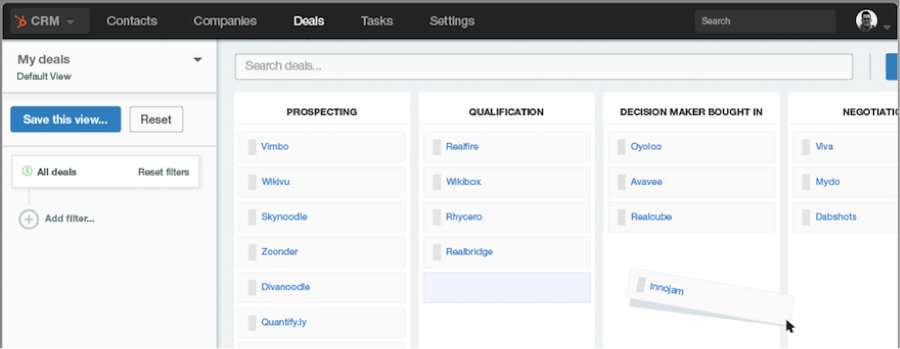 CRM Contacts Companies Deals Tasks Settings Search
My deals
Default View
Search deals...
Save this view... Reset
All deals Reset filters
Add filter...
PROSPECTING
Vimbo
Wikivu
Skynoodle
Zoonder
Divanoodle
Quantify.ly
QUALIFICATION
Realfire
Wikibox
Rhycero
Realbridge
DECISION MAKER BOUGHT IN
Oyoloo
Avavee
Realcube
Innojam
NEGOTIATIC
Viva
Mydo
Dabshots